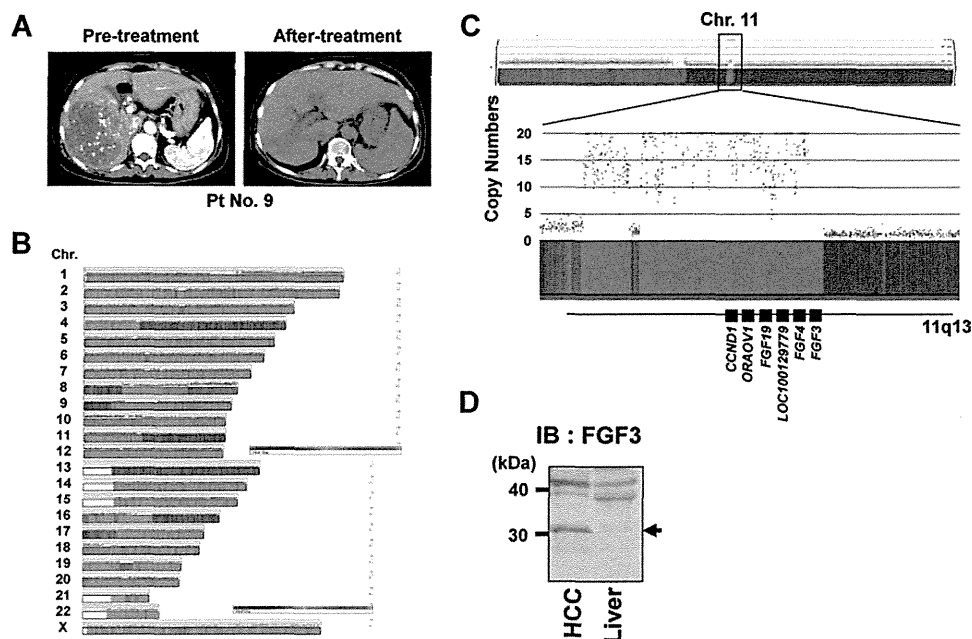 A
Pre-treatment
After-treatment
Pt No. 9
B
Chr.
1
2
3
4
5
6
7
8
9
10
11
12
13
14
15
16
17
18
19
20
21
22
X
C
Chr. 11
Copy Numbers
20
15
10
5
0
CCND1
ORAOV1
FGF19
LOC100129779
FGF4
FGF3
11q13
D
IB : FGF3
(kDa)
40
30
HCC
Liver